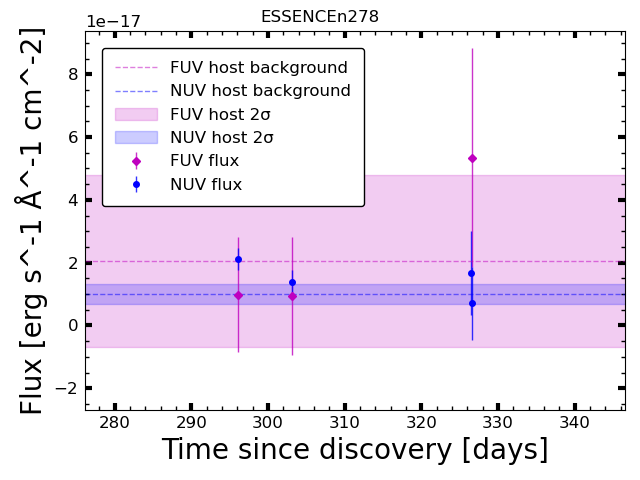 ESSENCEn278
1e−17
FUV host background
NUV host background
FUV host 2σ
NUV host 2σ
FUV flux
NUV flux
8
6
4
2
0
−2
Flux [erg s^-1 Å^-1 cm^-2]
280 290 300 310 320 330 340
Time since discovery [days]